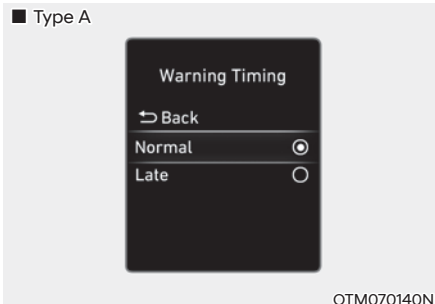 ■ Type A
Warning Timing
Back
Normal
Late
OTM070140N